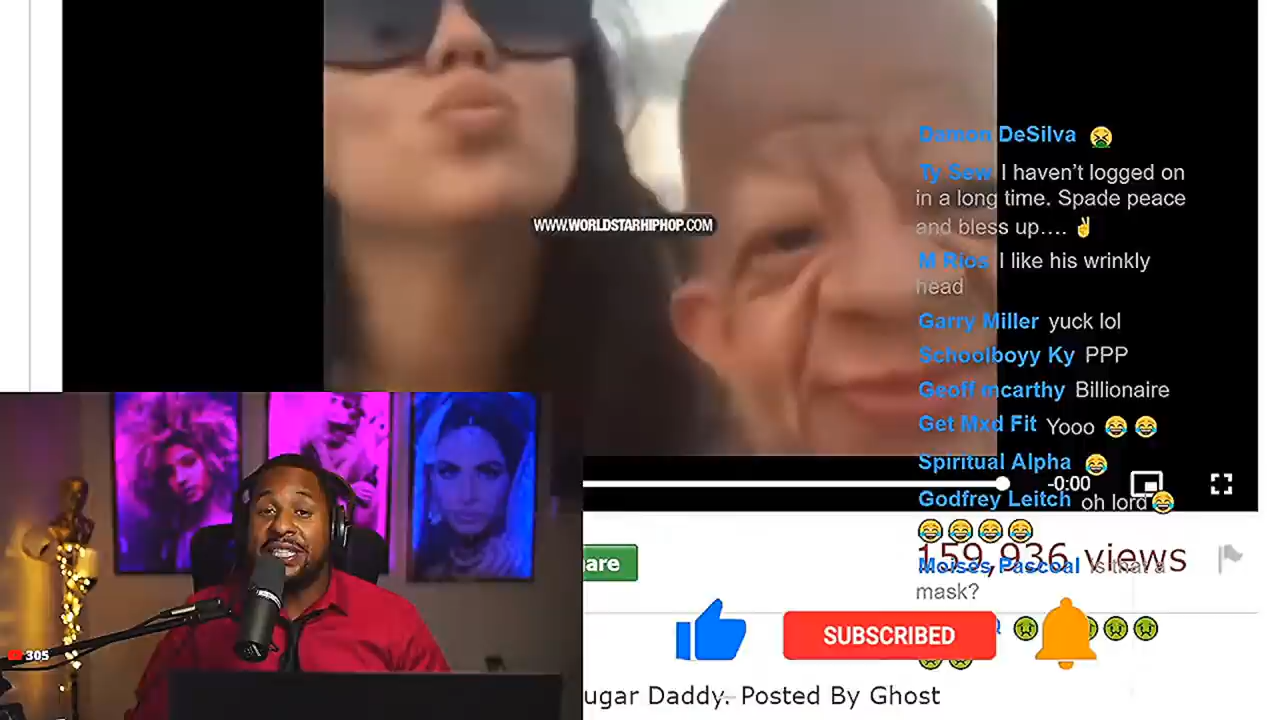 WWW.WORLDSTARHIPHOP.COM
Damon DeSilva 🤮
Ty Sew I haven’t logged on
in a long time. Spade peace
and bless up.... ✌
M Rios I like his wrinkly
head
Garry Miller yuck lol
Schoolboyy Ky PPP
Geoff mcarthy Billionaire
Get Mxd Fit Yooo 😂 😂
Spiritual Alpha 😂
-0:00
Godfrey Leitch oh lord 😂
😂 😂 😂 😂
are
159,936 views
Moises Pascoal Is that a
mask?
SUBSCRIBED
305
ugar Daddy. Posted By Ghost